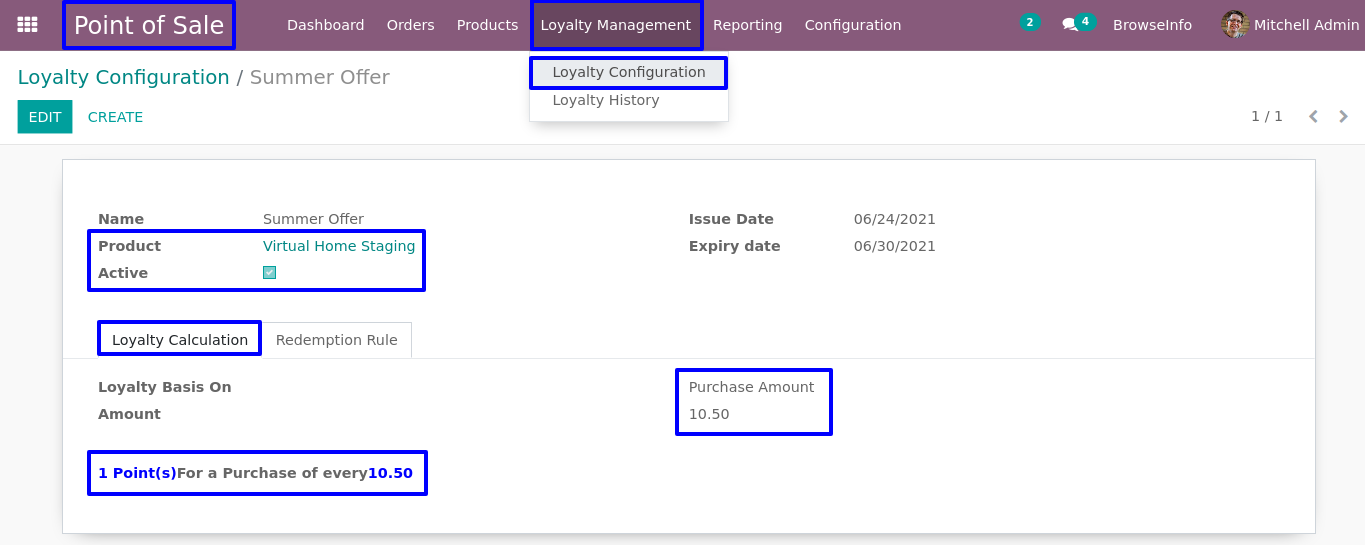 Point of Sale Dashboard Orders Products Loyalty Management Reporting Configuration 2 4 BrowseInfo Mitchell Admin
Loyalty Configuration / Summer Offer
Loyalty Configuration
Loyalty History
EDIT CREATE 1 / 1
Name Summer Offer Issue Date 06/24/2021
Product Virtual Home Staging Expiry date 06/30/2021
Active
Loyalty Calculation Redemption Rule
Loyalty Basis On Purchase Amount
Amount 10.50
1 Point(s)For a Purchase of every10.50